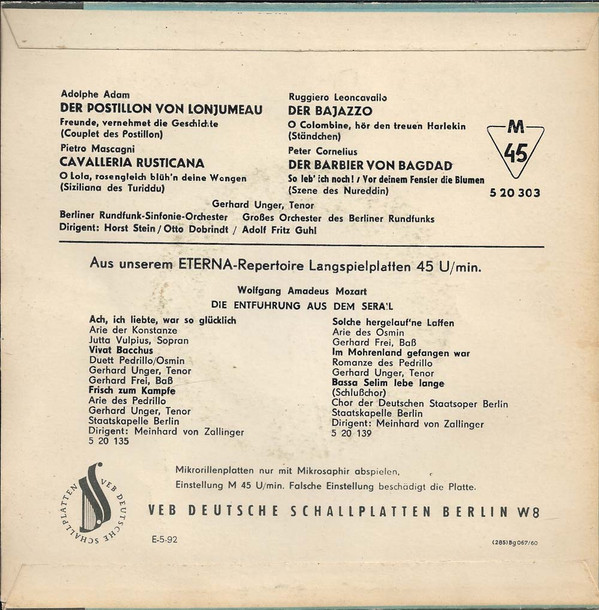 Adolphe Adam
DER POSTILLON VON LONJUMEAU
Freunde, vernehmet die Geschichte
(Couplet des Postillon)
Pietro Mascagni
CAVALLERIA RUSTICANA
O Lola, rosengleich blüh'n deine Wangen
(Siziliana des Turiddu)
Ruggiero Leoncavallo
DER BAJAZZO
O Colombine, hör den treuen Harlekin
(Ständchen)
Peter Cornelius
DER BARBIER VON BAGDAD
So leb' ich noch! / Vor deinem Fenster die Blumen
(Szene des Nureddin)
M
45
5 20 303
Gerhard Unger, Tenor
Berliner Rundfunk-Sinfonie-Orchester Großes Orchester des Berliner Rundfunks
Dirigent: Horst Stein / Otto Dobrindt / Adolf Fritz Guhl
Aus unserem ETERNA-Repertoire Langspielplatten 45 U/min.
Wolfgang Amadeus Mozart
DIE ENTFUHRUNG AUS DEM SERA'L
Ach, ich liebte, war so glücklich
Arie der Konstanze
Jutta Vulpius, Sopran
Vivat Bacchus
Duett Pedrillo/Osmin
Gerhard Unger, Tenor
Gerhard Frei, Baß
Frisch zum Kampfe
Arie des Pedrillo
Gerhard Unger, Tenor
Staatskapelle Berlin
Dirigent: Meinhard von Zallinger
5 20 135
Solche hergelauf'ne Laffen
Arie des Osmin
Gerhard Frei, Baß
Im Mohrenland gefangen war
Romanze des Pedrillo
Gerhard Unger, Tenor
Bassa Selim lebe lange
(Schlußchor)
Chor der Deutschen Staatsoper Berlin
Staatskapelle Berlin
Dirigent: Meinhard von Zallinger
5 20 139
Mikrorillenplatten nur mit Mikrosaphir abspielen,
Einstellung M 45 U/min. Falsche Einstellung beschädigt die Platte.
VEB DEUTSCHE SCHALLPLATTEN
VEB DEUTSCHE SCHALLPLATTEN BERLIN W8
E-5-92
(285) Bg 067/60